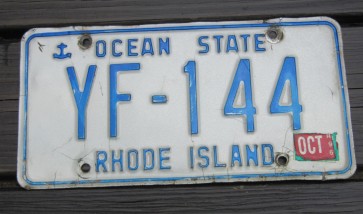 OCEAN STATE
YF-144
RHODE ISLAND
OCT